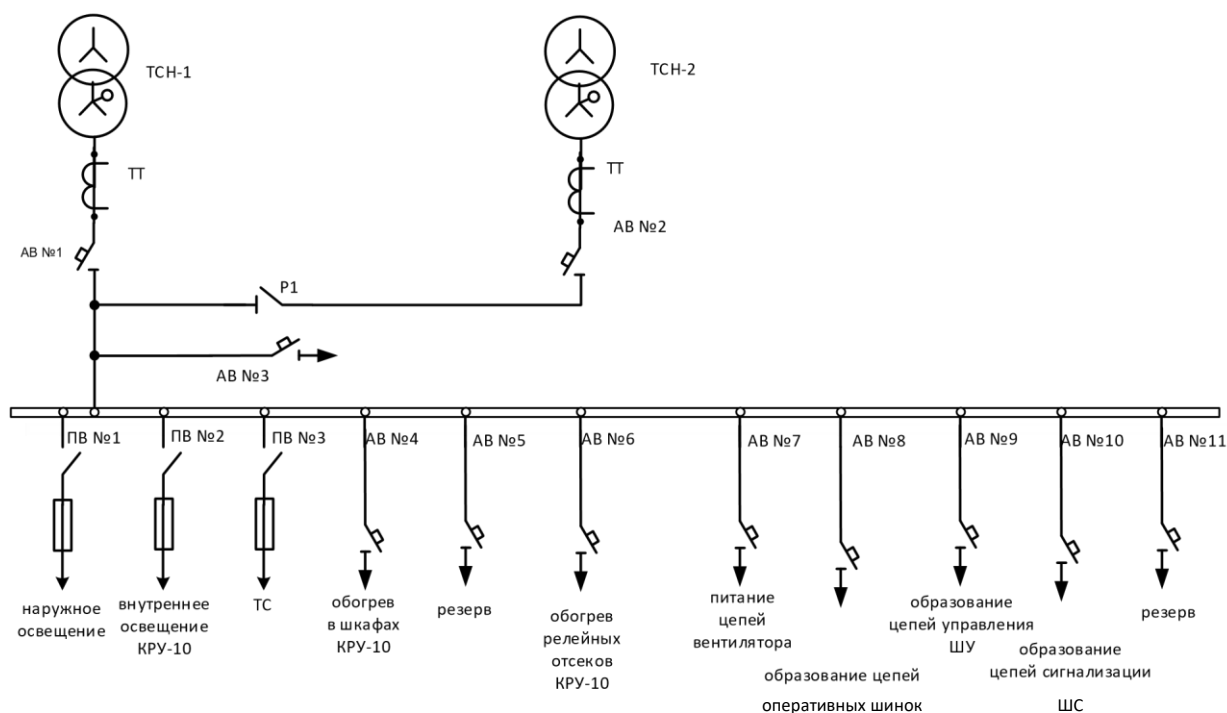 ТСН-1
ТСН-2
ТТ
ТТ
АВ №2
АВ №1
Р1
АВ №3
ПВ №1
ПВ №2
ПВ №3
АВ №4
АВ №5
АВ №6
АВ №7
АВ №8
АВ №9
АВ №10
АВ №11
наружное
освещение
внутреннее
освещение
КРУ-10
ТС
обогрев
в шкафах
КРУ-10
резерв
обогрев
релейных
отсеков
КРУ-10
питание
цепей
вентилятора
образование цепей
оперативных шинок
образование
цепей управления
ШУ
образование
цепей сигнализации
ШС
резерв